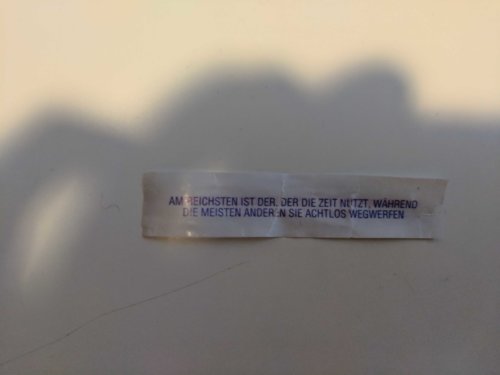 AM REICHSTEN IST DER, DER DIE ZEIT NUTZT, WÄHREND
DIE MEISTEN ANDEREN SIE ACHTLOS WEGWERFEN